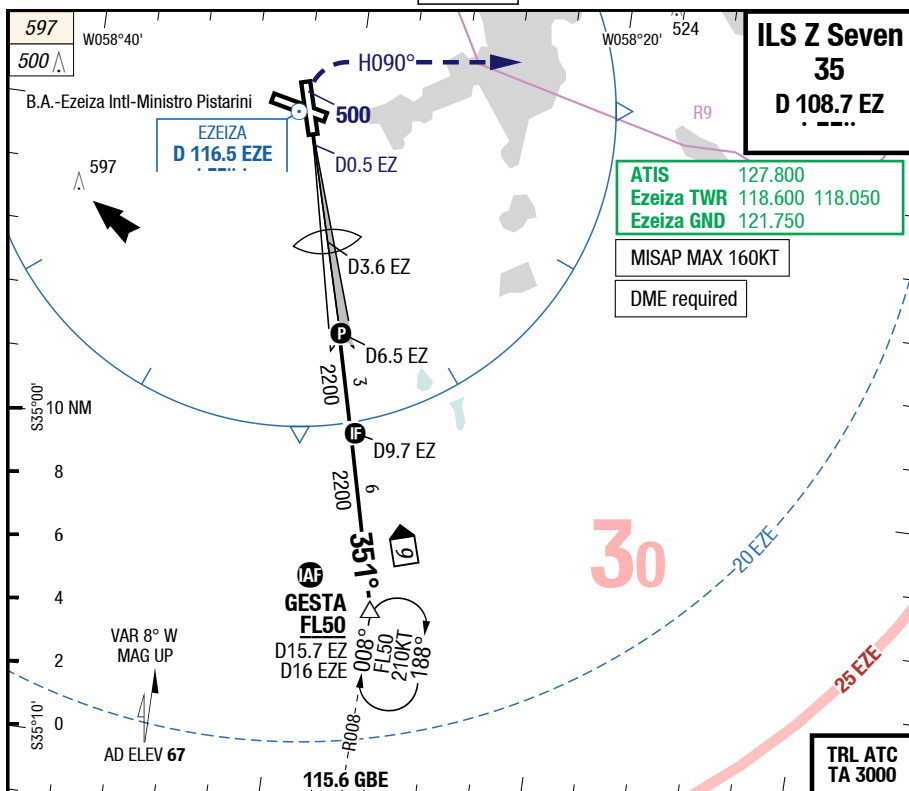 597
500
W058°40'
W058°20'
524
ILS Z Seven
35
D 108.7 EZ
H090°
B.A.-Ezeiza Intl-Ministro Pistarini
500
R9
EZEIZA
D 116.5 EZE
D0.5 EZ
597
ATIS 127.800
Ezeiza TWR 118.600 118.050
Ezeiza GND 121.750
MISAP MAX 160KT
DME required
D3.6 EZ
P
D6.5 EZ
3
2200
S35°00'
10 NM
IF
D9.7 EZ
8
6
2200
6
351°
9
30
20 EZE
IAF
GESTA
FL50
D15.7 EZ
D16 EZE
4
008°
FL50
210KT
188°
VAR 8° W
MAG UP
2
25 EZE
S35°10'
0
R008
AD ELEV 67
115.6 GBE
TRL ATC
TA 3000